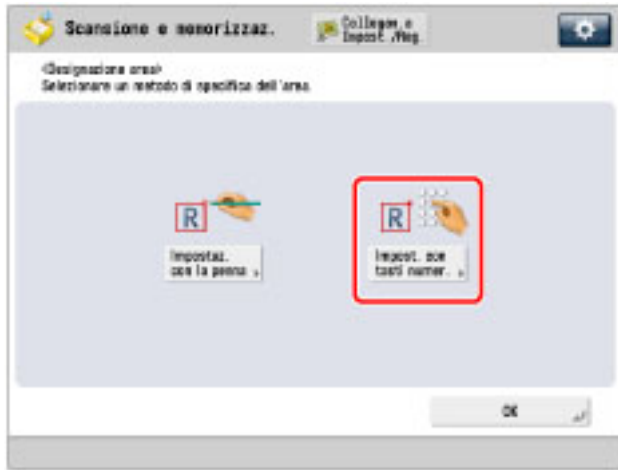 Scansione e memorizzaz.
Collegam. a
Impost./Reg.
<Designazione area>
Selezionare un metodo di specifica dell'area.
R
R
Impostaz.
con la penna
Impost. con
tasti numer.
OK